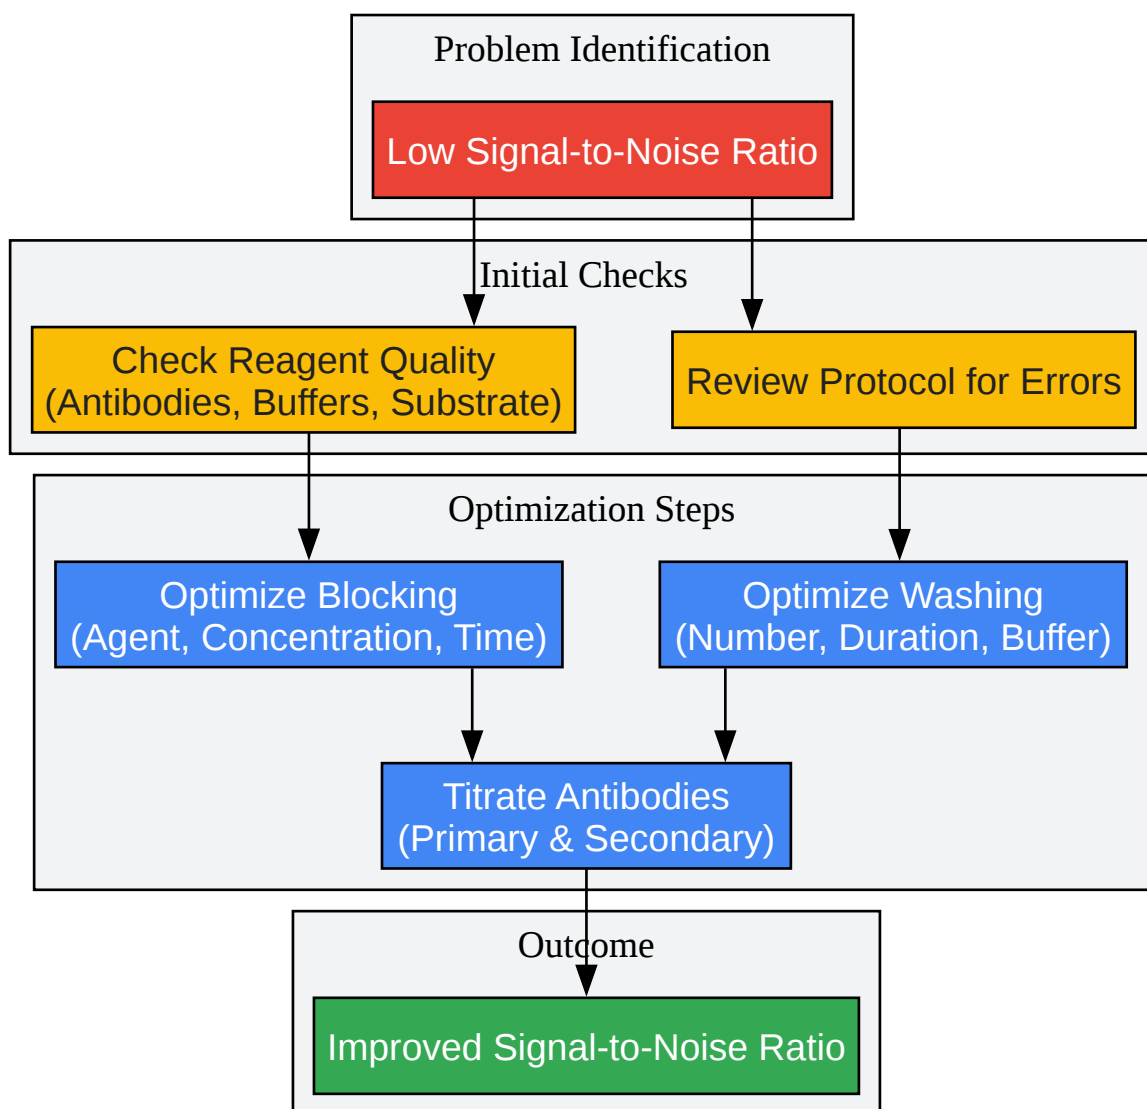 Problem Identification
Low Signal-to-Noise Ratio
Initial Checks
Check Reagent Quality
(Antibodies, Buffers, Substrate)
Review Protocol for Errors
Optimization Steps
Optimize Blocking
(Agent, Concentration, Time)
Optimize Washing
(Number, Duration, Buffer)
Titrate Antibodies
(Primary & Secondary)
Outcome
Improved Signal-to-Noise Ratio